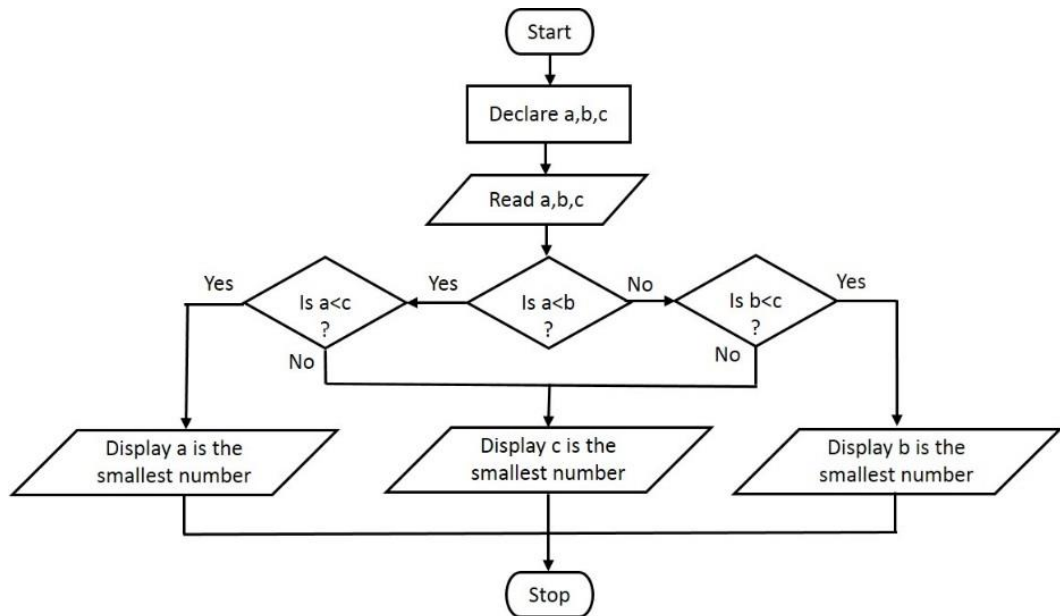 Start
Declare a,b,c
Read a,b,c
Yes
Is a<c
?
Yes
Is a<b
?
No
Is b<c
?
Yes
No
No
Display a is the
smallest number
Display c is the
smallest number
Display b is the
smallest number
Stop